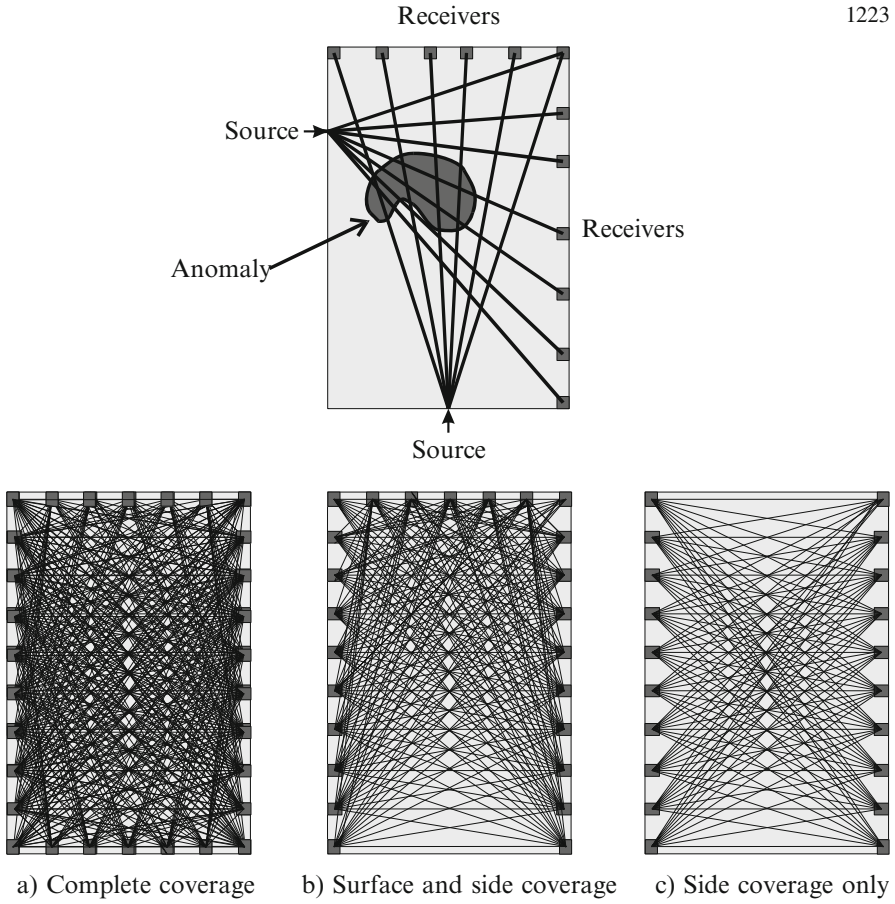 Receivers
1223
Source
Receivers
Anomaly
Source
a) Complete coverage
b) Surface and side coverage
c) Side coverage only